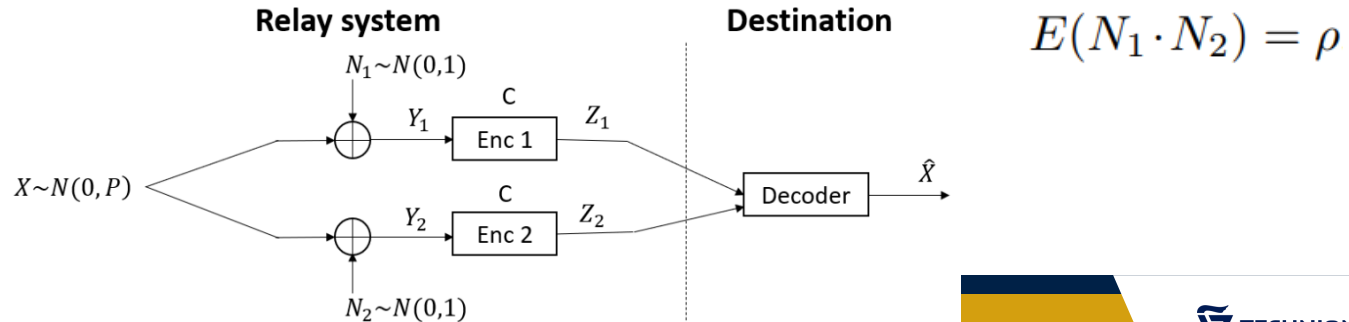 Relay system
Destination
E(N₁·N₂) = ρ
N₁~N(0,1)
C
Y₁
Enc 1
Z₁
X~N(0, P)
Decoder
X̂
C
Y₂
Enc 2
Z₂
N₂~N(0,1)